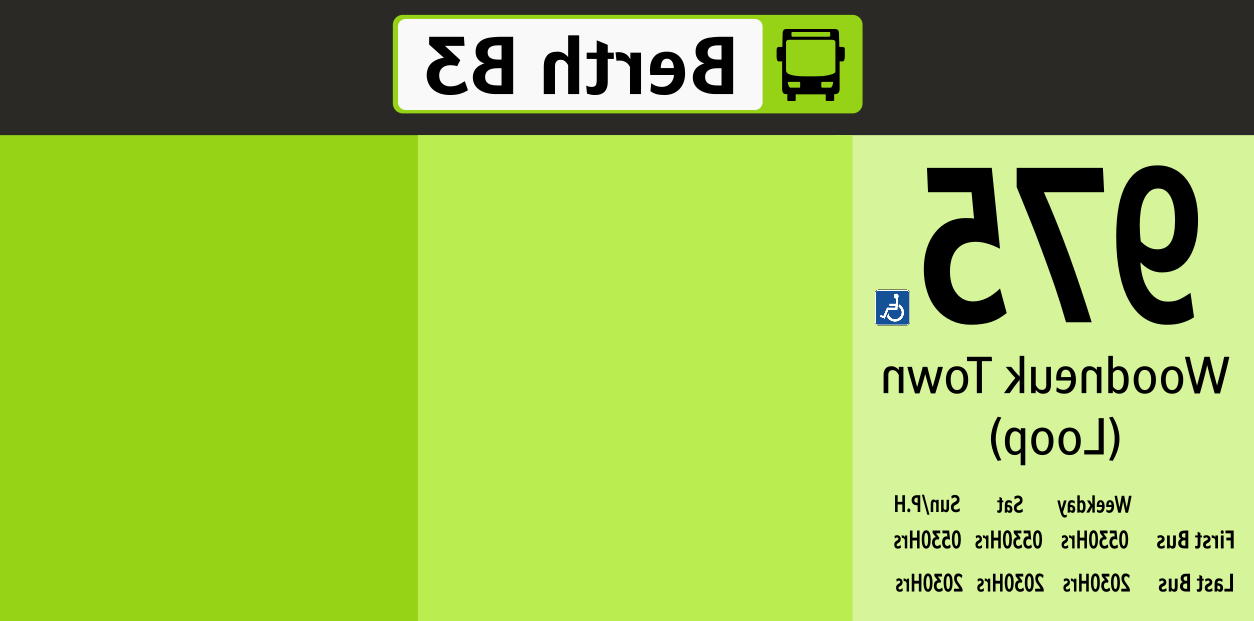 Berth B3
975
Woodneuk Town
(Loop)
Weekday Sat Sun/P.H
First Bus 0530Hrs 0530Hrs 0530Hrs
Last Bus 2030Hrs 2030Hrs 2030Hrs